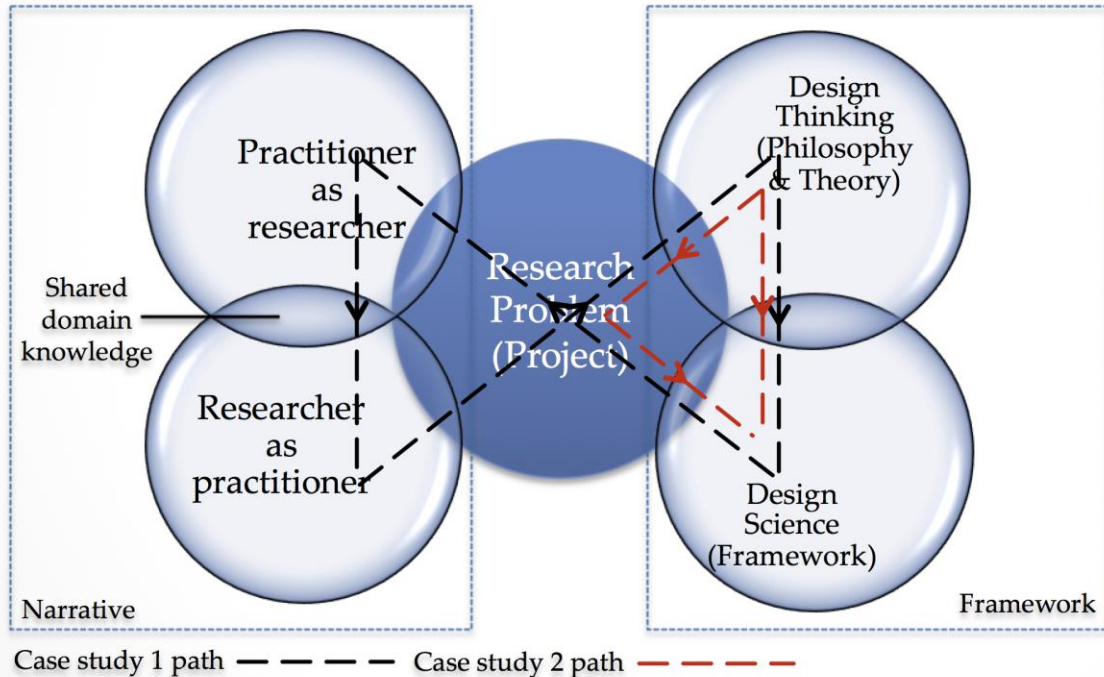 Practitioner
as
researcher
Shared
domain
knowledge
Researcher
as
practitioner
Narrative
Research
Problem
(Project)
Design
Thinking
(Philosophy
& Theory)
Design
Science
(Framework)
Framework
Case study 1 path
Case study 2 path